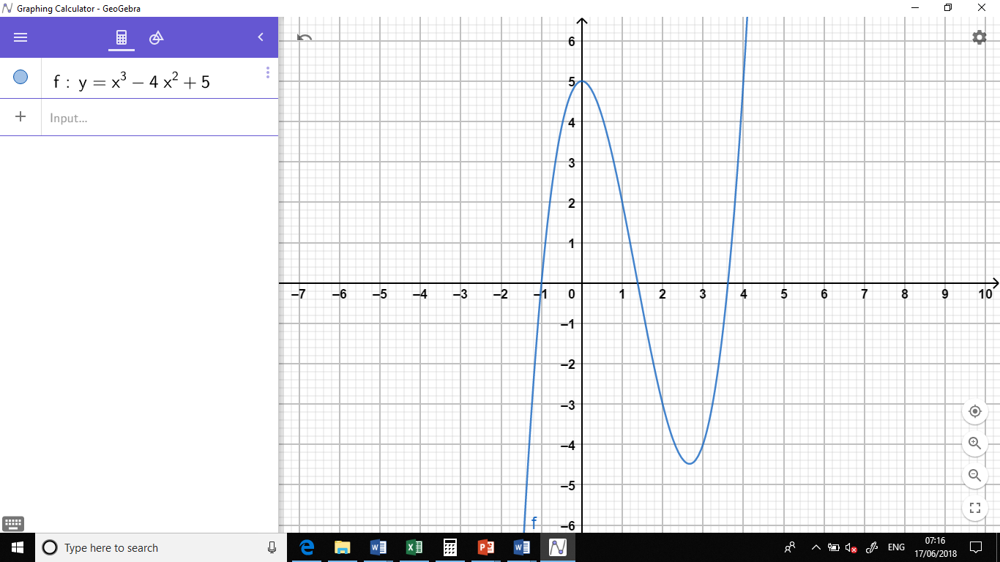 Graphing Calculator - GeoGebra
f : y = x³ − 4 x² + 5
Input...
6
5
4
3
2
1
–7 –6 –5 –4 –3 –2 –1 0 1 2 3 4 5 6 7 8 9 10
–1
–2
–3
–4
–5
–6
f
Type here to search
ENG
07:16
17/06/2018